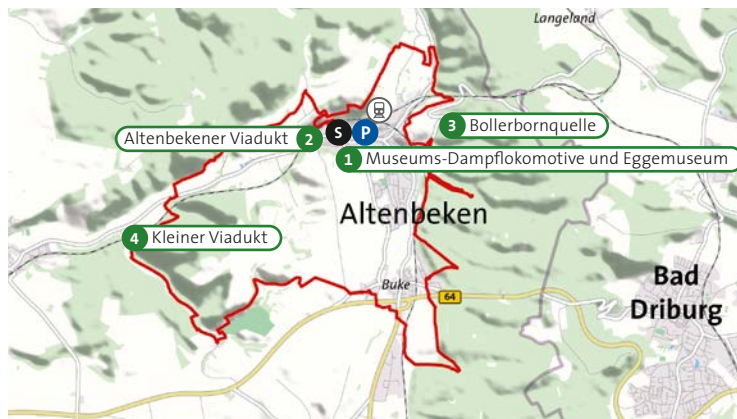 Langeland
Altenbekener Viadukt 2
S
P
3 Bollerbornquelle
1 Museums-Dampflokomotive und Eggemuseum
Altenbeken
4 Kleiner Viadukt
Buke
64
Bad
Driburg